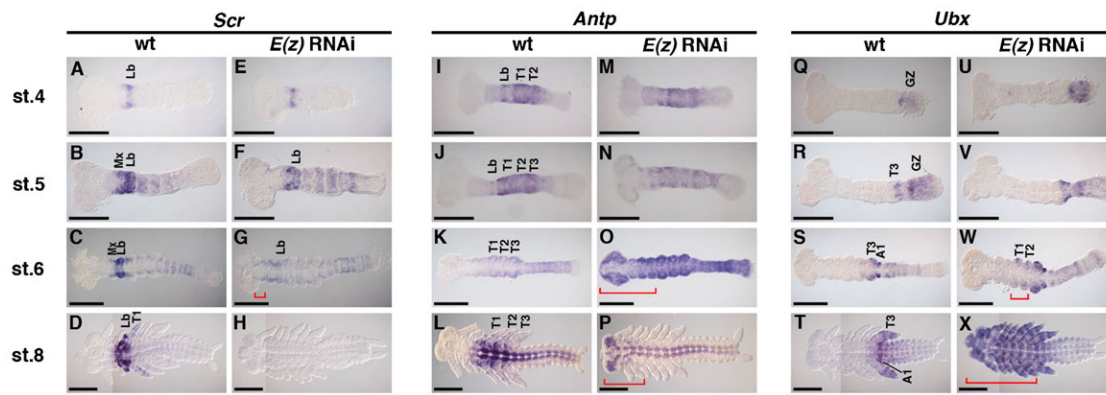 Scr Antp Ubx
wt E(z) RNAi wt E(z) RNAi wt E(z) RNAi
st.4 A Lb E I Lb T1 T2 M Q GZ U
st.5 B Mx Lb F Lb J Lb T1 T2 T3 N R T3 GZ V
st.6 C Mx Lb G Lb K T1 T2 T3 O S T3 A1 W T1 T2
st.8 D Lb T1 H L T1 T2 T3 P T T3 A1 X